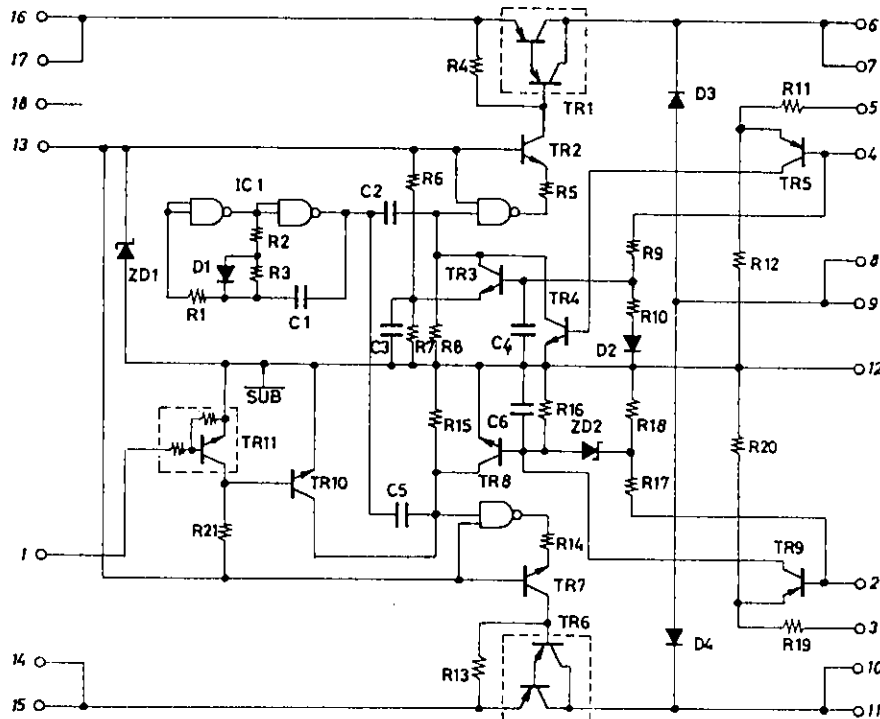 16 6
17 7
R4 TR1 D3 R11 5
18
13 TR2 TR5 4
R6 R5
IC 1 C2
R2 R9
D1 R3 TR3 TR4 R12 8
ZD1 R10 9
R1 C1 D2
C3 R7 R8 C4
12
SUB
R15 C6 R16 ZD2 R18 R20
TR11
TR10 TR8 R17
C5
R21 R14 TR9
1 TR7 2
TR6 3
R19
14 R13 D4 10
15 11